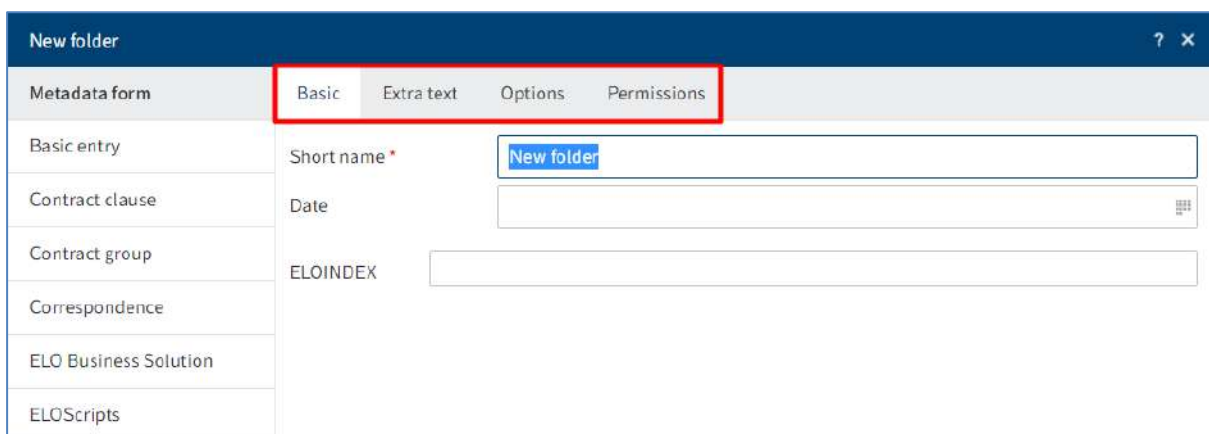 New folder ? ×
Metadata form Basic Extra text Options Permissions
Basic entry Short name * New folder
Contract clause Date
Contract group ELOINDEX
Correspondence
ELO Business Solution
ELOScripts